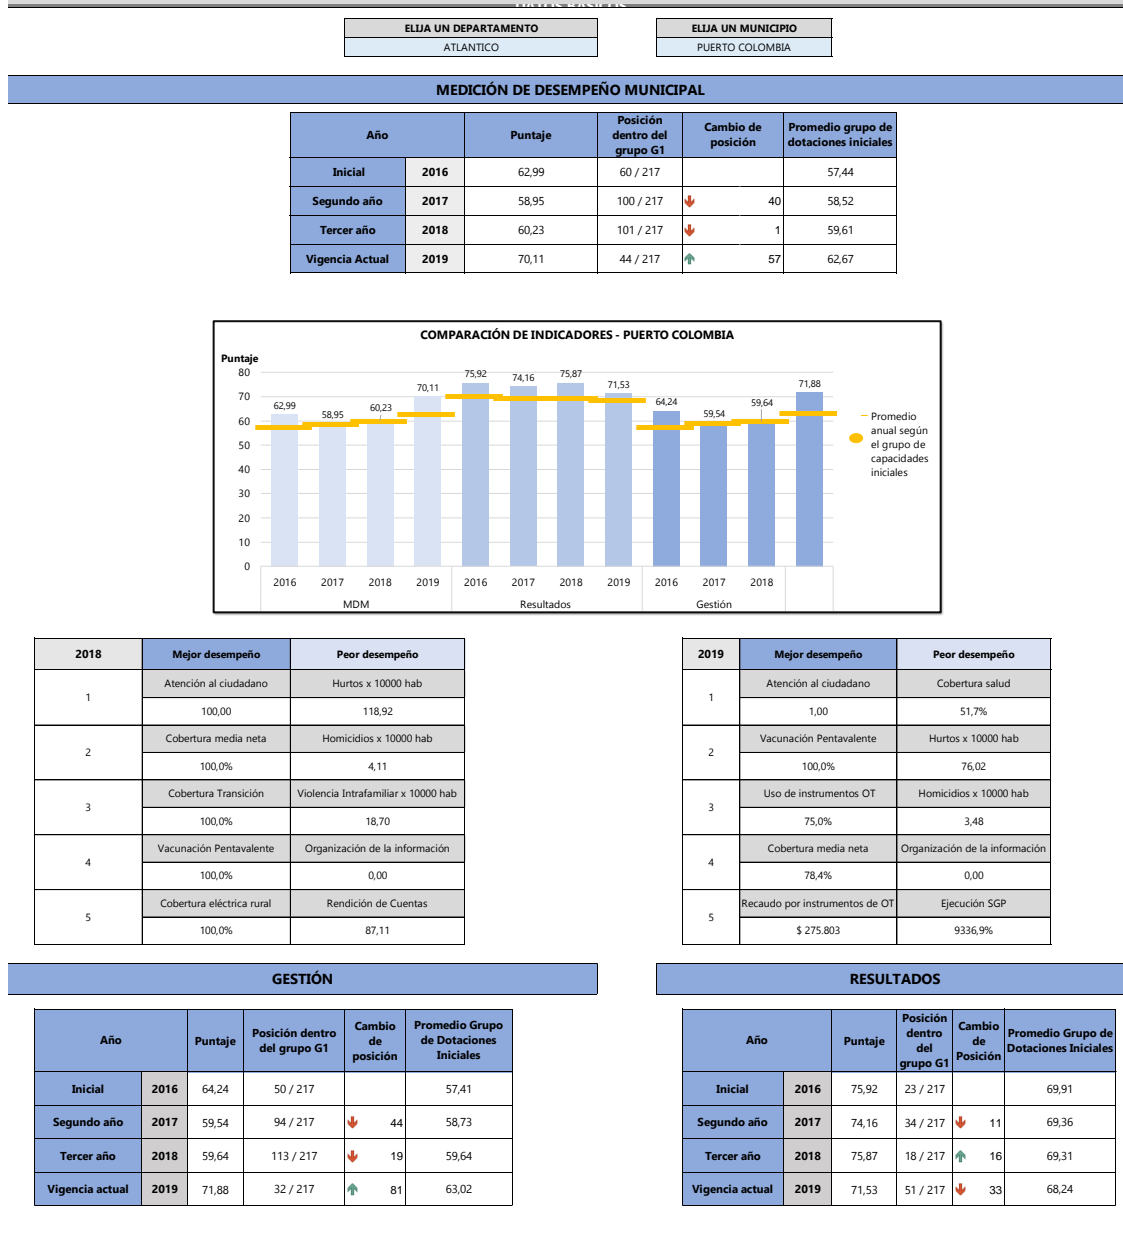 DATOS BÁSICOS
ELIJA UN DEPARTAMENTO ELIJA UN MUNICIPIO
ATLANTICO PUERTO COLOMBIA
MEDICIÓN DE DESEMPEÑO MUNICIPAL
Año Puntaje Posición dentro del grupo G1 Cambio de posición Promedio grupo de dotaciones iniciales
Inicial 2016 62,99 60 / 217 57,44
Segundo año 2017 58,95 100 / 217 40 58,52
Tercer año 2018 60,23 101 / 217 1 59,61
Vigencia Actual 2019 70,11 44 / 217 57 62,67
COMPARACIÓN DE INDICADORES - PUERTO COLOMBIA
Puntaje
80
70
60
50
40
30
20
10
0
62,99 58,95 60,23 70,11 75,92 74,16 75,87 71,53 64,24 59,54 59,64 71,88
2016 2017 2018 2019 2016 2017 2018 2019 2016 2017 2018
MDM Resultados Gestión
Promedio
anual según
el grupo de
capacidades
iniciales
2018 Mejor desempeño Peor desempeño
1 Atención al ciudadano Hurtos x 10000 hab
100,00 118,92
2 Cobertura media neta Homicidios x 10000 hab
100,0% 4,11
3 Cobertura Transición Violencia Intrafamiliar x 10000 hab
100,0% 18,70
4 Vacunación Pentavalente Organización de la información
100,0% 0,00
5 Cobertura eléctrica rural Rendición de Cuentas
100,0% 87,11
2019 Mejor desempeño Peor desempeño
1 Atención al ciudadano Cobertura salud
1,00 51,7%
2 Vacunación Pentavalente Hurtos x 10000 hab
100,0% 76,02
3 Uso de instrumentos OT Homicidios x 10000 hab
75,0% 3,48
4 Cobertura media neta Organización de la información
78,4% 0,00
5 Recaudo por instrumentos de OT Ejecución SGP
$ 275.803 9336,9%
GESTIÓN
Año Puntaje Posición dentro del grupo G1 Cambio de posición Promedio Grupo de Dotaciones Iniciales
Inicial 2016 64,24 50 / 217 57,41
Segundo año 2017 59,54 94 / 217 44 58,73
Tercer año 2018 59,64 113 / 217 19 59,64
Vigencia actual 2019 71,88 32 / 217 81 63,02
RESULTADOS
Año Puntaje Posición dentro del grupo G1 Cambio de Posición Promedio Grupo de Dotaciones Iniciales
Inicial 2016 75,92 23 / 217 69,91
Segundo año 2017 74,16 34 / 217 11 69,36
Tercer año 2018 75,87 18 / 217 16 69,31
Vigencia actual 2019 71,53 51 / 217 33 68,24